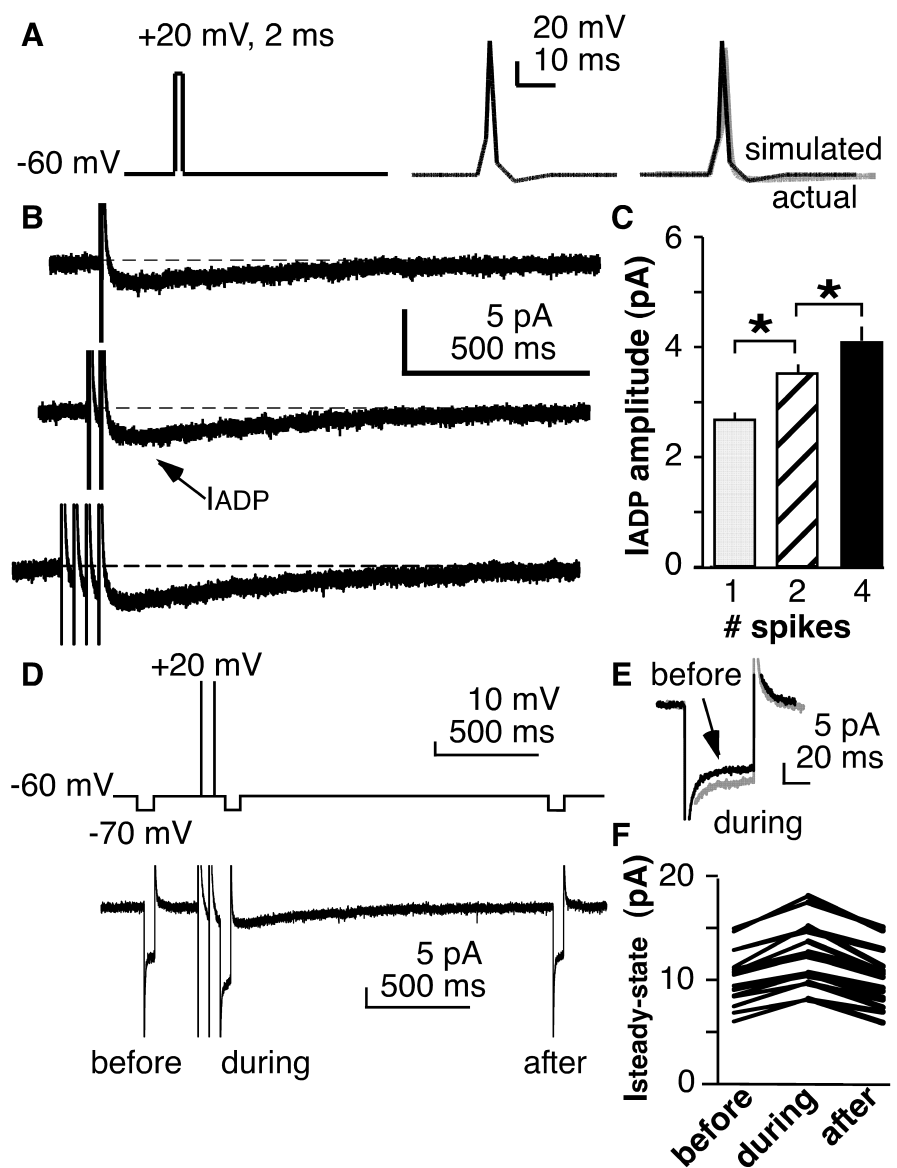 A
+20 mV, 2 ms
-60 mV
20 mV
10 ms
simulated
actual
B
5 pA
500 ms
IADP
C
IADP amplitude (pA)
6
4
2
0
*
*
1 2 4
# spikes
D
+20 mV
10 mV
500 ms
-60 mV
-70 mV
5 pA
500 ms
before during after
E
before
5 pA
20 ms
during
F
Isteady-state (pA)
20
10
0
before during after